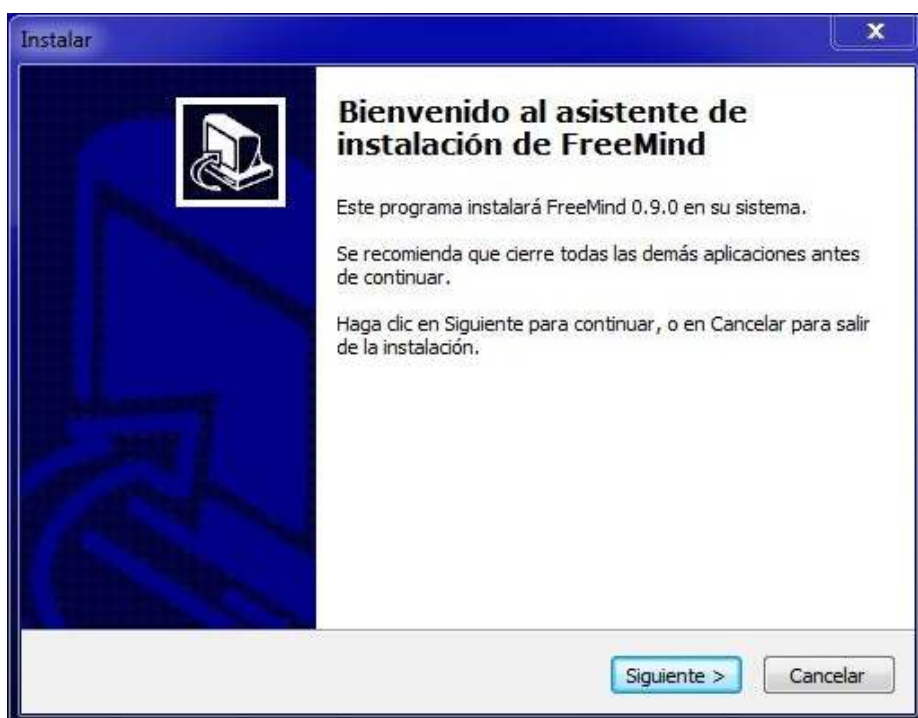 Instalar
Bienvenido al asistente de
instalación de FreeMind
Este programa instalará FreeMind 0.9.0 en su sistema.
Se recomienda que cierre todas las demás aplicaciones antes
de continuar.
Haga clic en Siguiente para continuar, o en Cancelar para salir
de la instalación.
Siguiente >
Cancelar